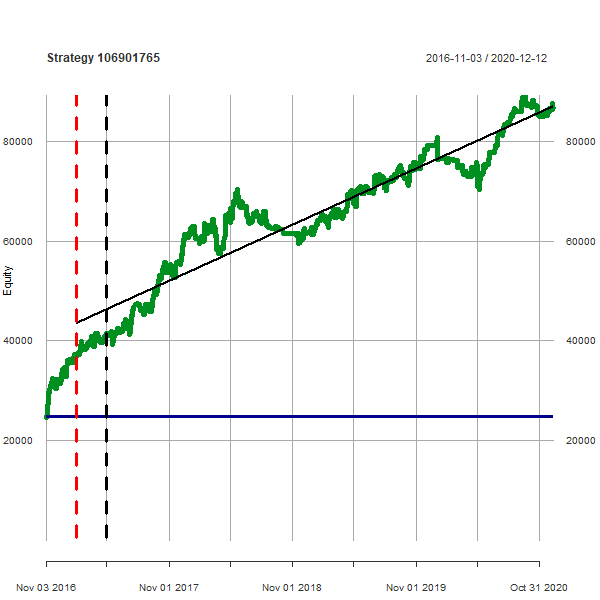 Strategy 106901765
2016-11-03 / 2020-12-12
80000 80000
60000 60000
Equity
40000 40000
20000 20000
Nov 03 2016 Nov 01 2017 Nov 01 2018 Nov 01 2019 Oct 31 2020